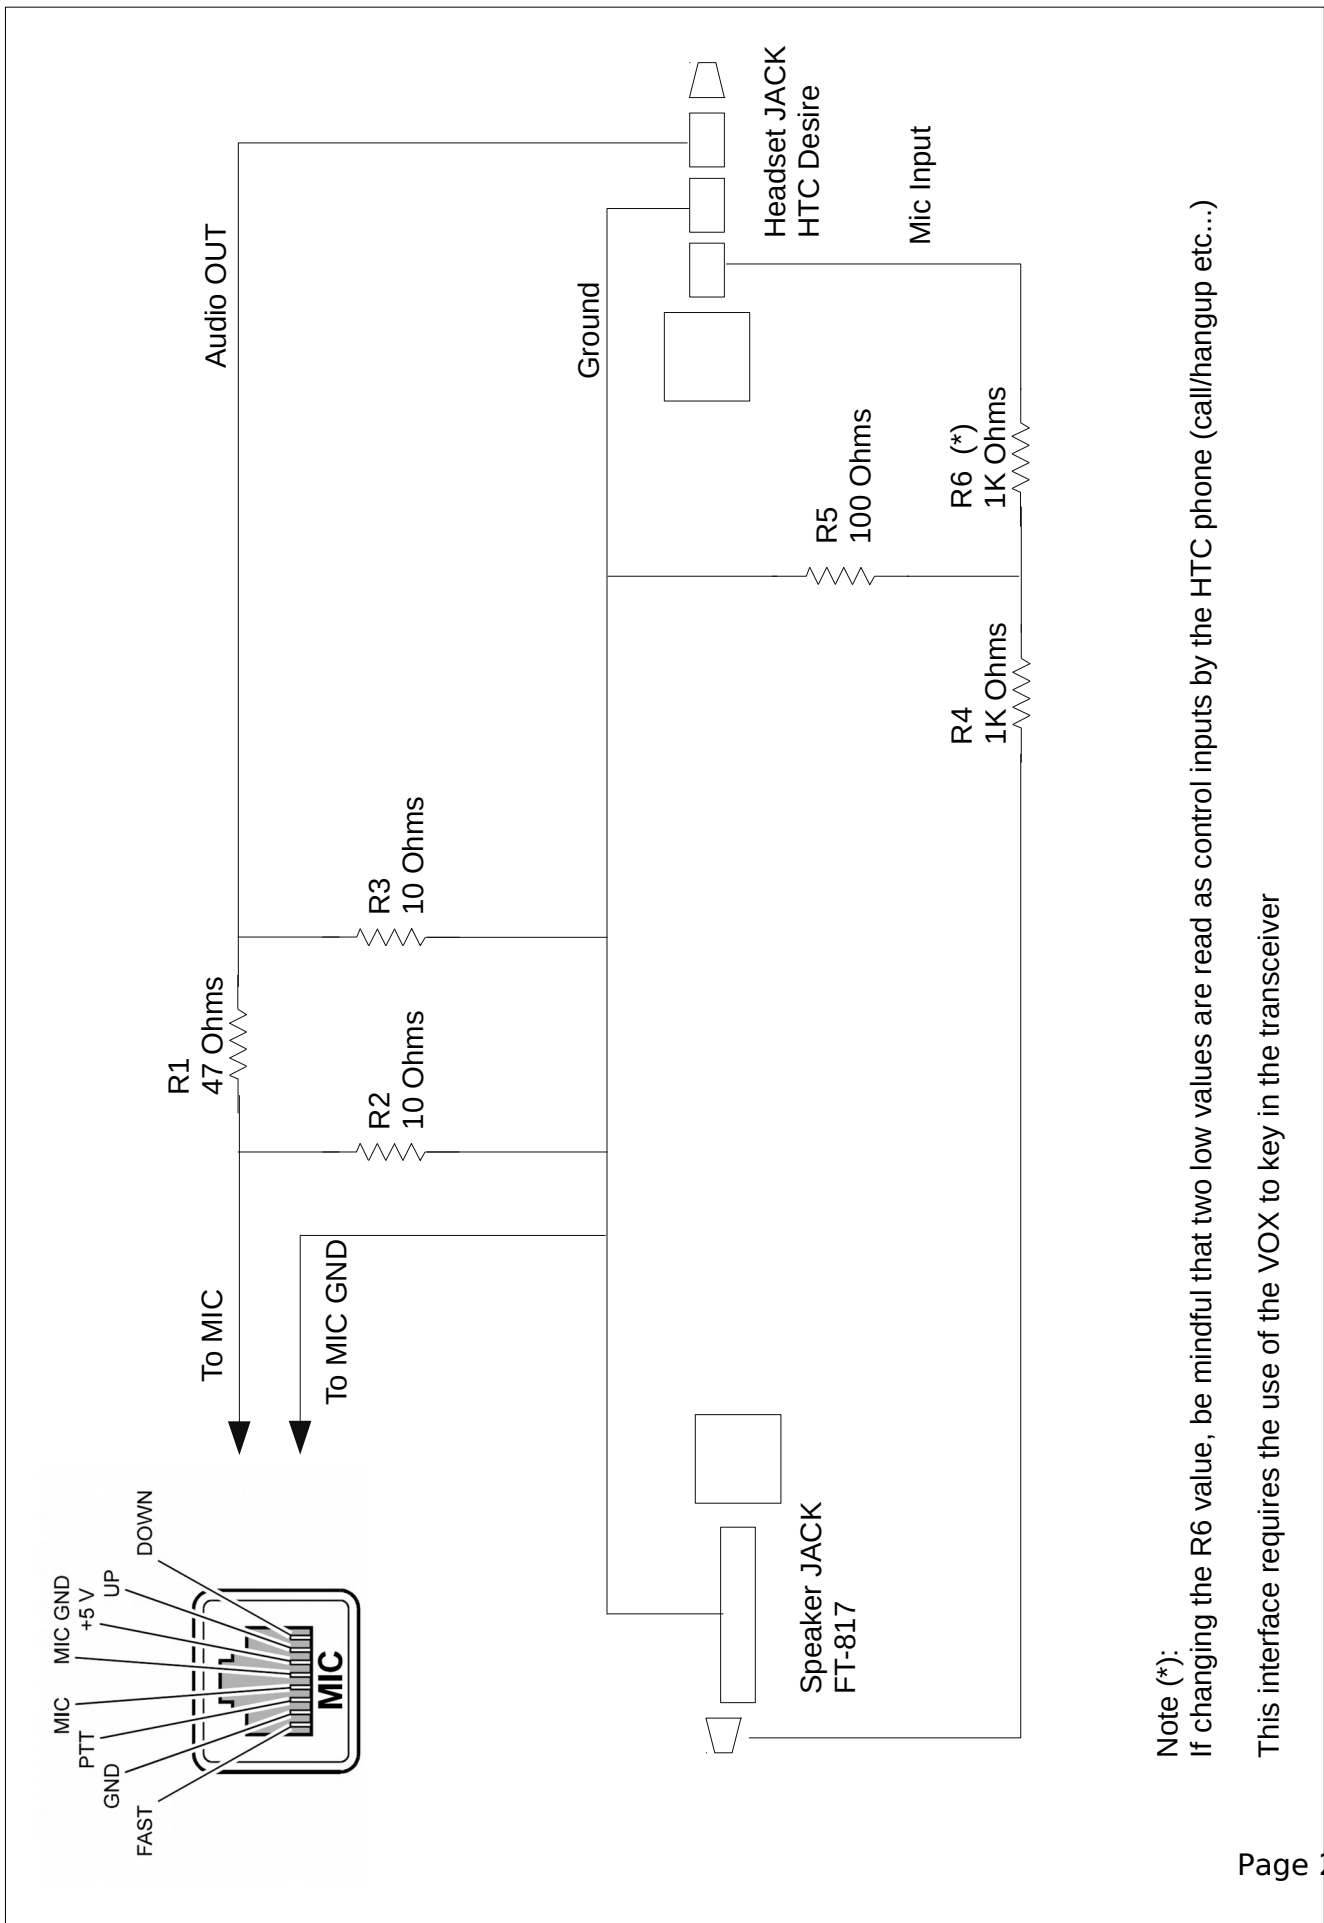 FAST
GND
PTT
MIC
MIC GND
+5 V
UP
DOWN
MIC
To MIC
To MIC GND
R1
47 Ohms
R2
10 Ohms
R3
10 Ohms
Audio OUT
Ground
Speaker JACK
FT-817
R4
1K Ohms
R5
100 Ohms
R6 (*)
1K Ohms
Headset JACK
HTC Desire
Mic Input
Note (*):
If changing the R6 value, be mindful that two low values are read as control inputs by the HTC phone (call/hangup etc...)
This interface requires the use of the VOX to key in the transceiver
Page